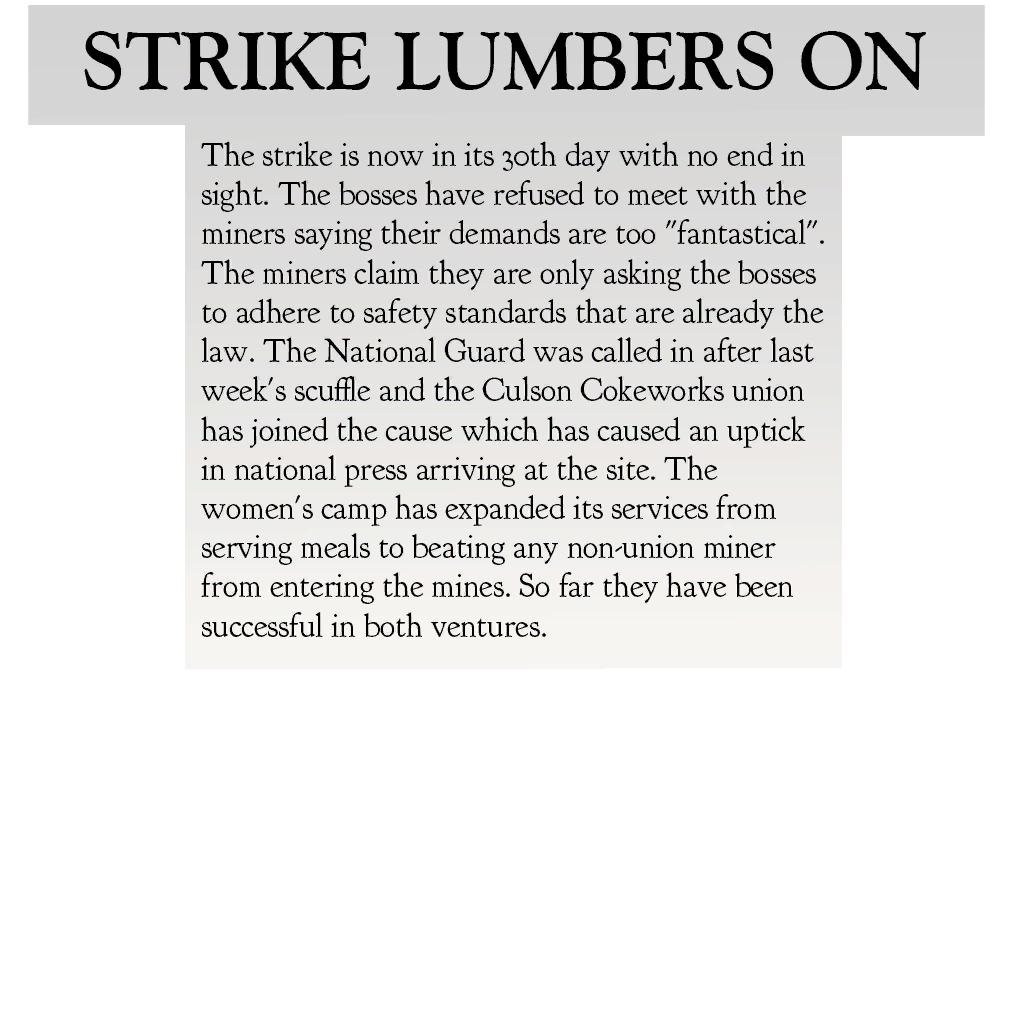 STRIKE LUMBERS ON
The strike is now in its 30th day with no end in
sight. The bosses have refused to meet with the
miners saying their demands are too "fantastical".
The miners claim they are only asking the bosses
to adhere to safety standards that are already the
law. The National Guard was called in after last
week's scuffle and the Culson Cokeworks union
has joined the cause which has caused an uptick
in national press arriving at the site. The
women's camp has expanded its services from
serving meals to beating any non-union miner
from entering the mines. So far they have been
successful in both ventures.